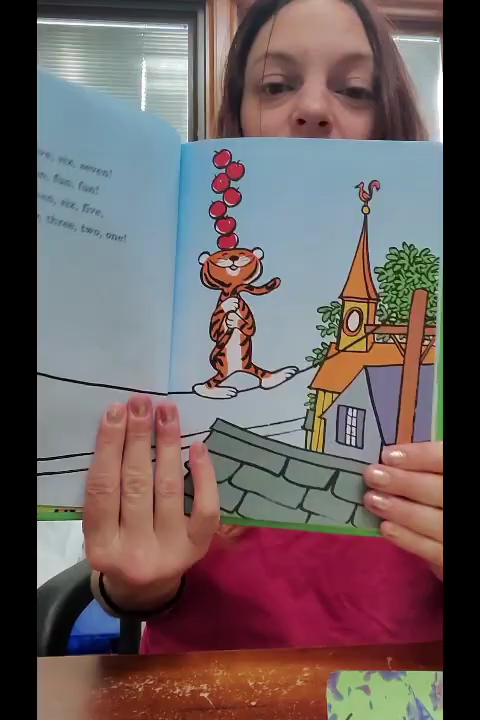 six, seven!
fun, fun!
six, five,
three, two, one!